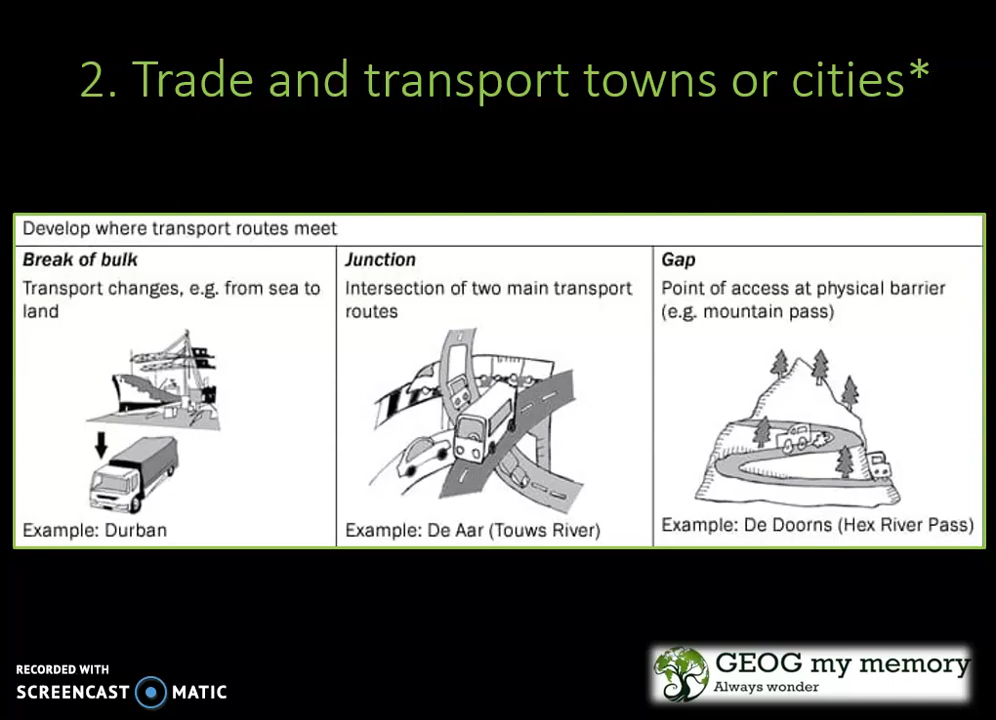 2. Trade and transport towns or cities*
Develop where transport routes meet
Break of bulk
Transport changes, e.g. from sea to
land
Example: Durban
Junction
Intersection of two main transport
routes
Example: De Aar (Touws River)
Gap
Point of access at physical barrier
(e.g. mountain pass)
Example: De Doorns (Hex River Pass)
RECORDED WITH
SCREENCAST MATIC
GEOG my memory
Always wonder